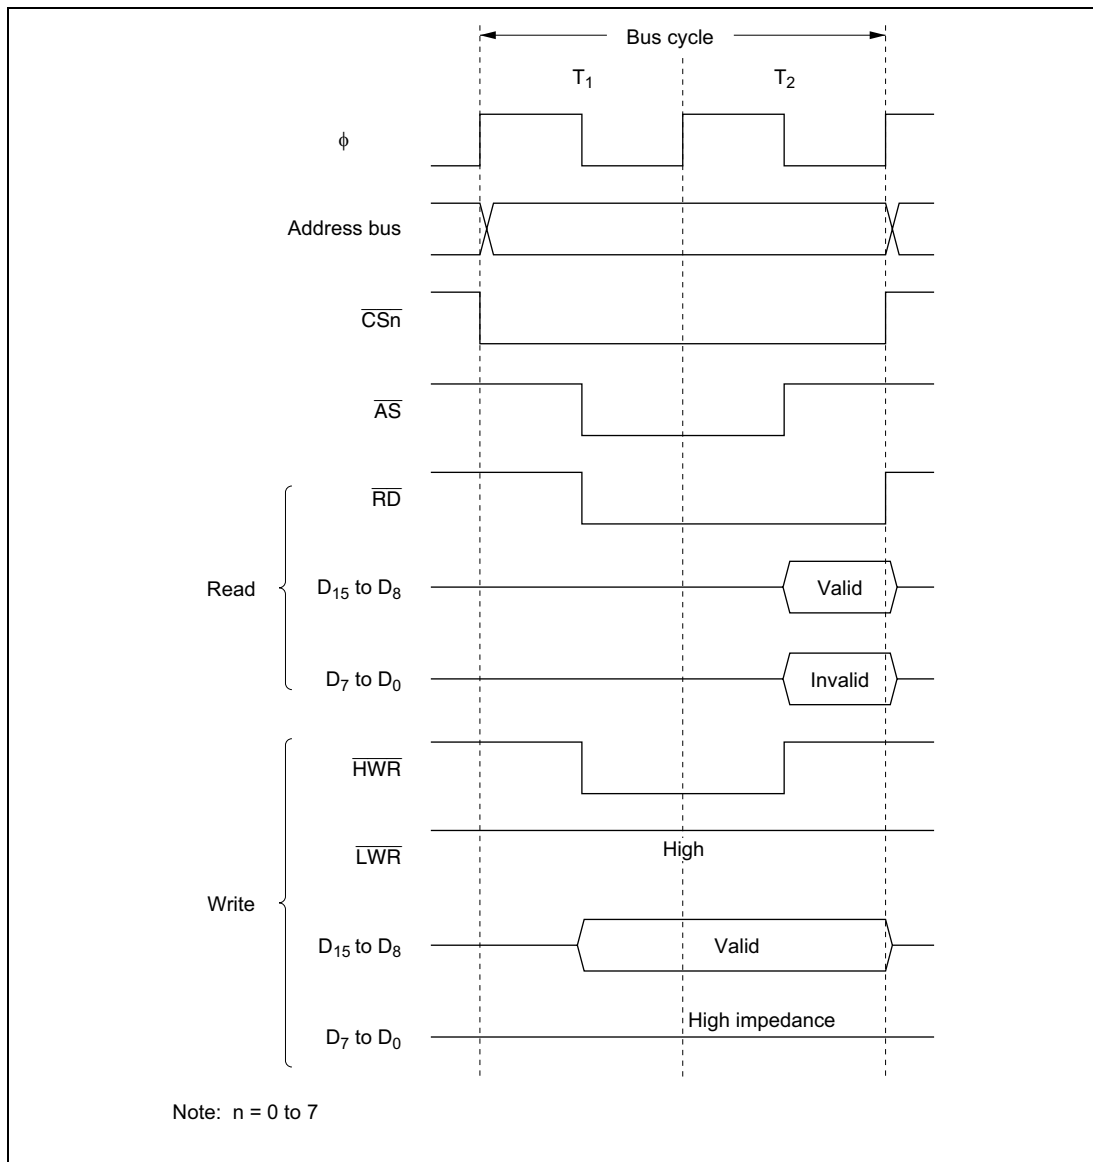 Bus cycle
T1 T2
ϕ
Address bus
CSn
AS
RD
Read
D15 to D8 Valid
D7 to D0 Invalid
HWR
LWR High
Write
D15 to D8 Valid
D7 to D0 High impedance
Note: n = 0 to 7